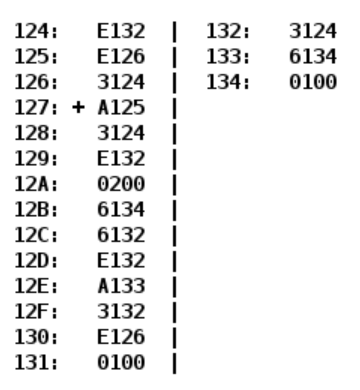 124: E132 | 132: 3124
125: E126 | 133: 6134
126: 3124 | 134: 0100
127: + A125 |
128: 3124 |
129: E132 |
12A: 0200 |
12B: 6134 |
12C: 6132 |
12D: E132 |
12E: A133 |
12F: 3132 |
130: E126 |
131: 0100 |